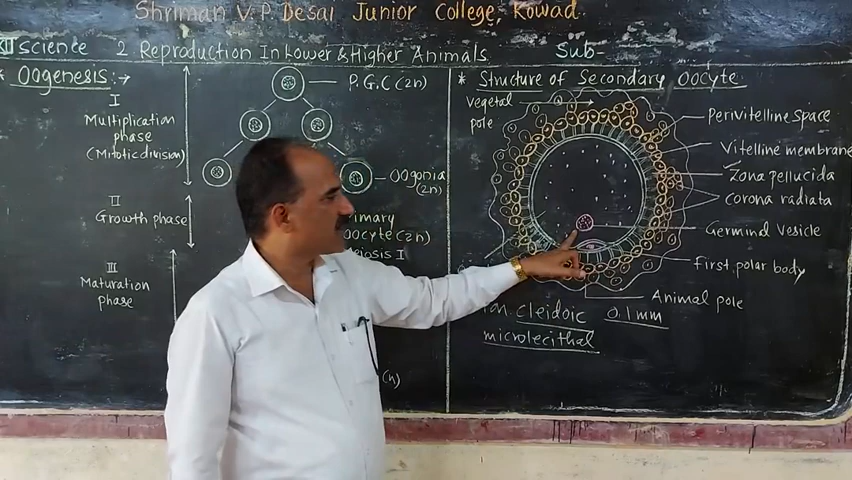 Shriman V.P. Desai Junior College, Kowad.
XII science 2. Reproduction In Lower & Higher Animals. Sub-
* Oogenesis:→
I
Multiplication
phase
(Mitotic division)
II
Growth phase
III
Maturation
phase
P.G.C (2n)
Oogonia
(2n)
Oocyte (2n)
Meiosis I
(n)
* Structure of Secondary Oocyte
vegetal
pole
Perivitelline space
Vitelline membrane
Zona pellucida
Corona radiata
Germinal vesicle
First polar body
Animal pole
cleidoic 0.1mm
microlecithal